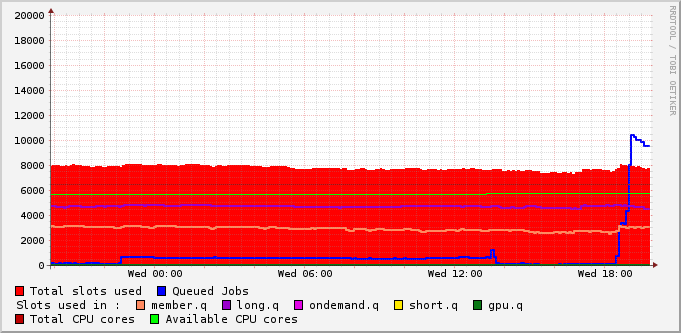 20000
18000
16000
14000
12000
10000
8000
6000
4000
2000
0
Wed 00:00 Wed 06:00 Wed 12:00 Wed 18:00
Total slots used Queued Jobs
Slots used in : member.q long.q ondemand.q short.q gpu.q
Total CPU cores Available CPU cores
RRDTOOL / TOBI OETIKER